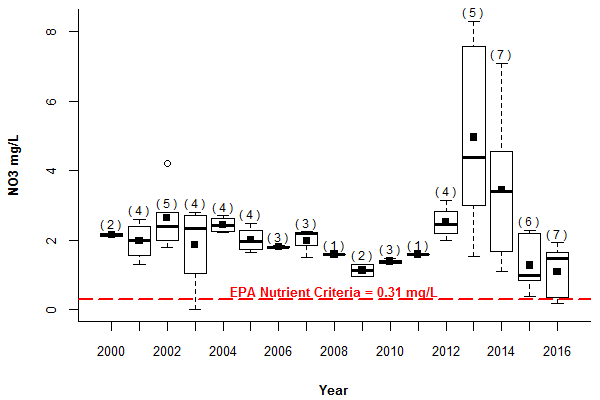 NO3 mg/L
8
6
4
2
0
( 2 )
( 4 )
( 5 )
( 4 )
( 4 )
( 4 )
( 3 )
( 3 )
( 1 )
( 2 )
( 3 )
( 1 )
( 4 )
( 5 )
( 7 )
( 6 )
( 7 )
EPA Nutrient Criteria = 0.31 mg/L
2000 2002 2004 2006 2008 2010 2012 2014 2016
Year